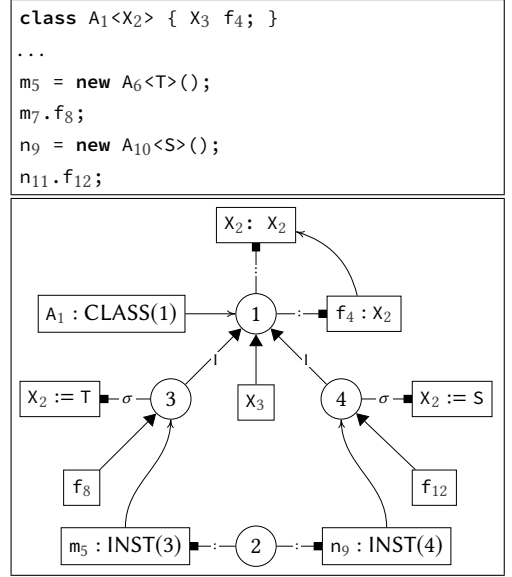 class A₁<X₂> { X₃ f₄; }
...
m₅ = new A₆<T>();
m₇.f₈;
n₉ = new A₁₀<S>();
n₁₁.f₁₂;
X₂: X₂
:
A₁ : CLASS(1) 1 : f₄ : X₂
I I
X₂ := T σ 3 X₃ 4 σ X₂ := S
f₈ f₁₂
m₅ : INST(3) : 2 : n₉ : INST(4)